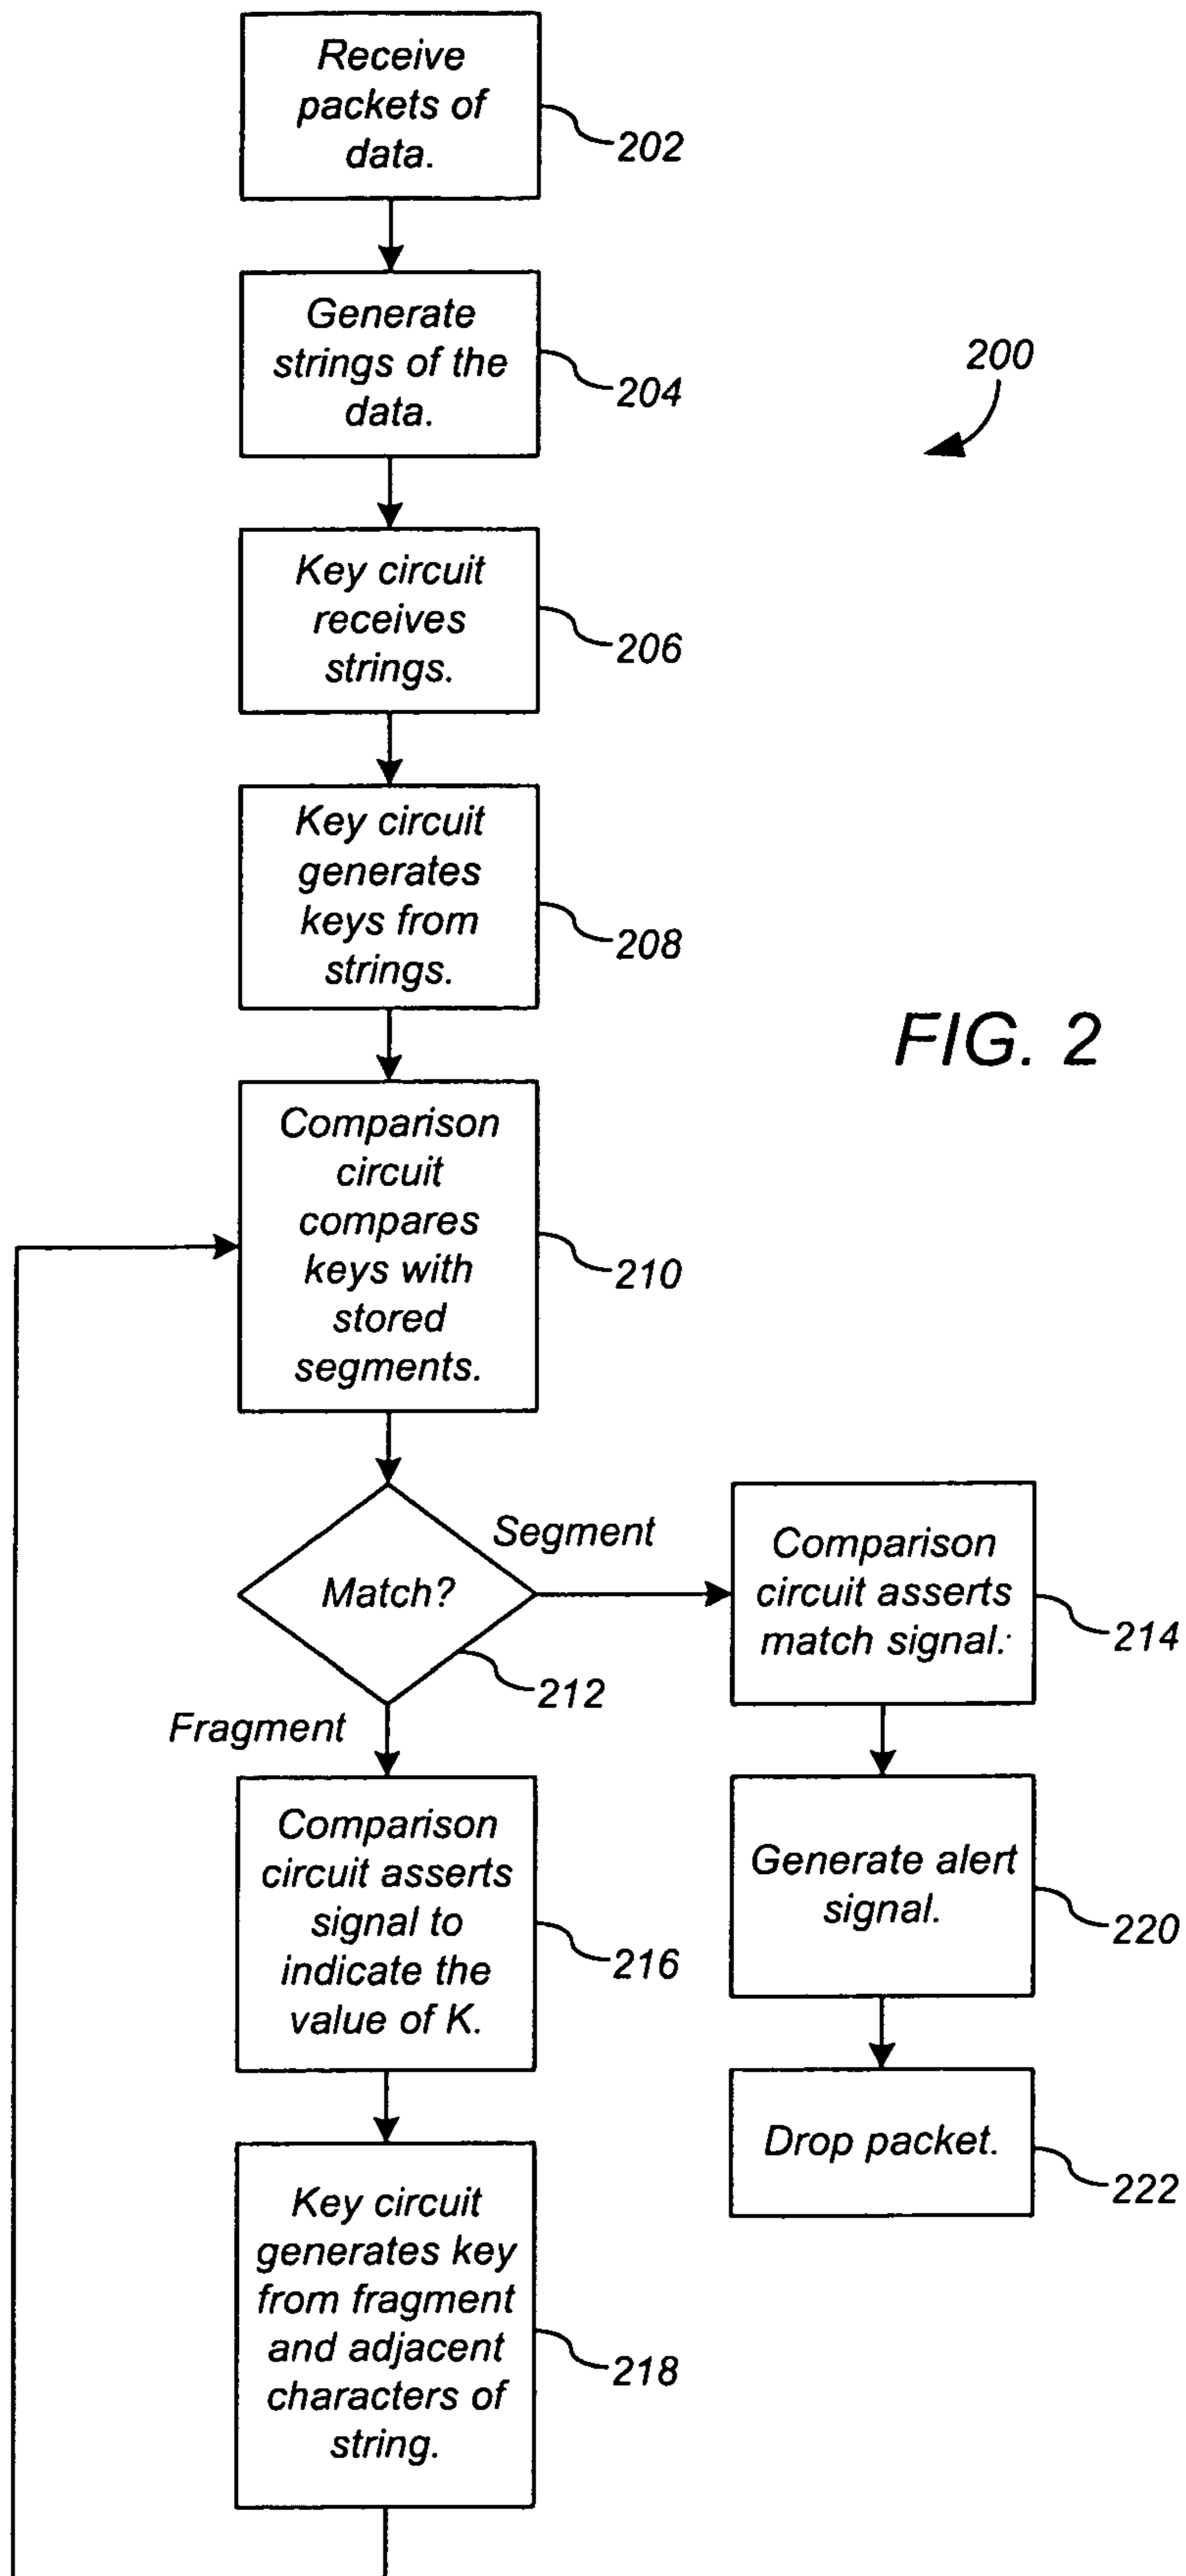 Receive
packets of
data.
202
Generate
strings of the
data.
204
200
Key circuit
receives
strings.
206
Key circuit
generates
keys from
strings.
208
FIG. 2
Comparison
circuit
compares
keys with
stored
segments.
210
Match?
212
Segment
Comparison
circuit asserts
match signal.
214
Fragment
Comparison
circuit asserts
signal to
indicate the
value of K.
216
Generate alert
signal.
220
Drop packet.
222
Key circuit
generates key
from fragment
and adjacent
characters of
string.
218